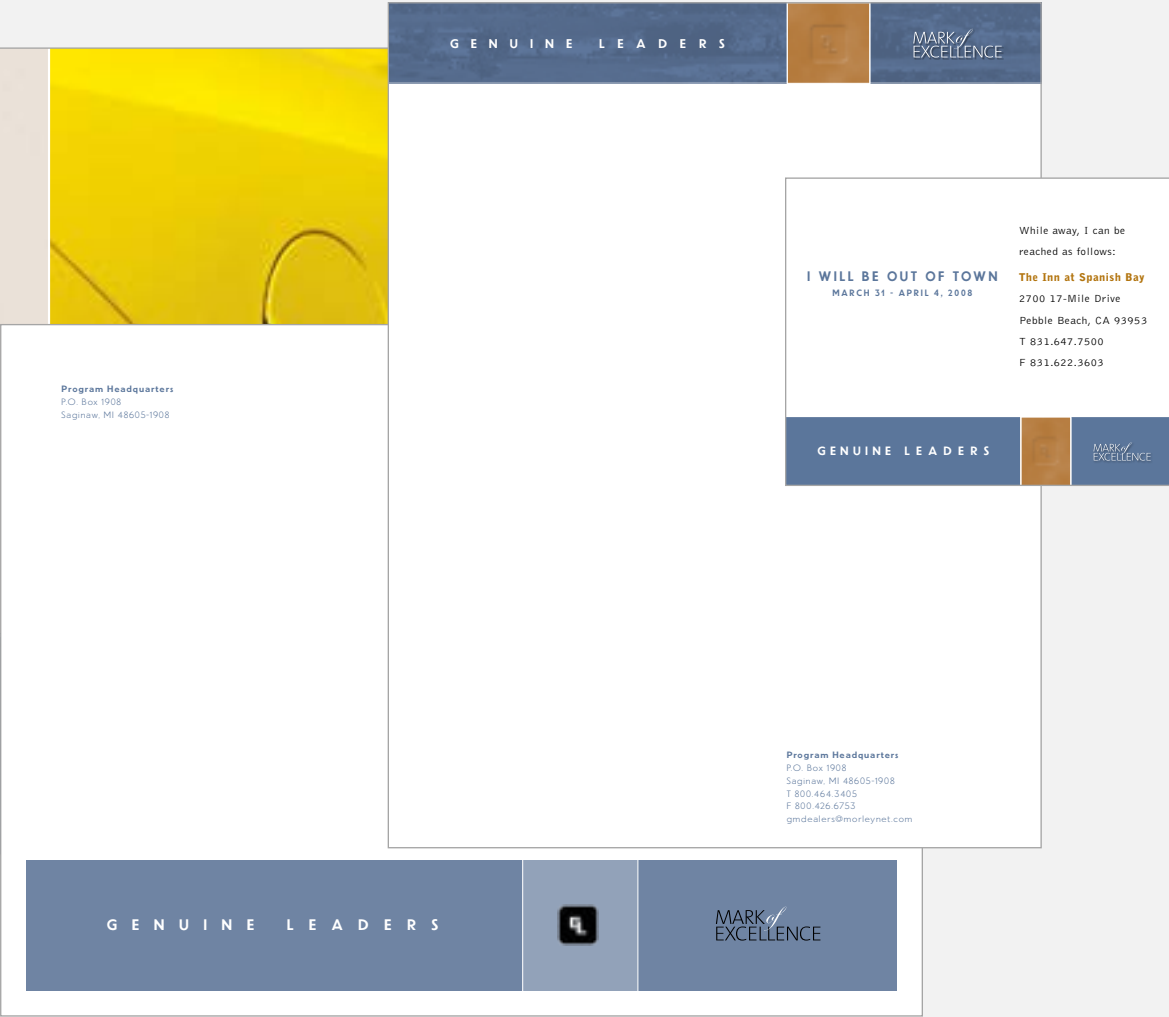 GENUINE LEADERS
MARK of
EXCELLENCE
I WILL BE OUT OF TOWN
MARCH 31 - APRIL 4, 2008
While away, I can be
reached as follows:
The Inn at Spanish Bay
2700 17-Mile Drive
Pebble Beach, CA 93953
T 831.647.7500
F 831.622.3603
GENUINE LEADERS
MARK of
EXCELLENCE
Program Headquarters
P.O. Box 1908
Saginaw, MI 48605-1908
Program Headquarters
P.O. Box 1908
Saginaw, MI 48605-1908
T 800.464.3405
F 800.426.6753
gmdealers@morleynet.com
GENUINE LEADERS
GL
MARK of
EXCELLENCE